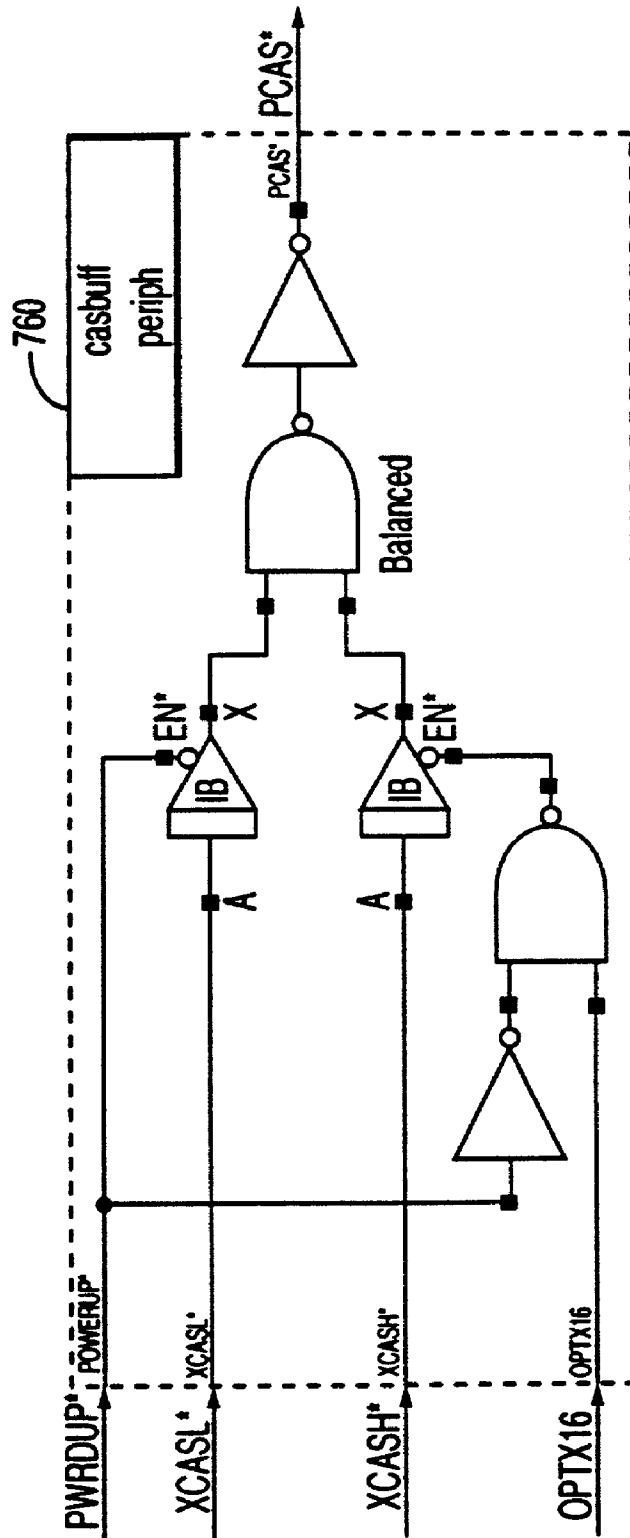 760
casbuff
periph
PWRDUP*
POWERUP*
XCASL*
XCASL*
XCASH*
XCASH*
OPTX16
OPTX16
A
IB
EN*
X
A
IB
EN*
X
Balanced
PCAS*
PCAS*